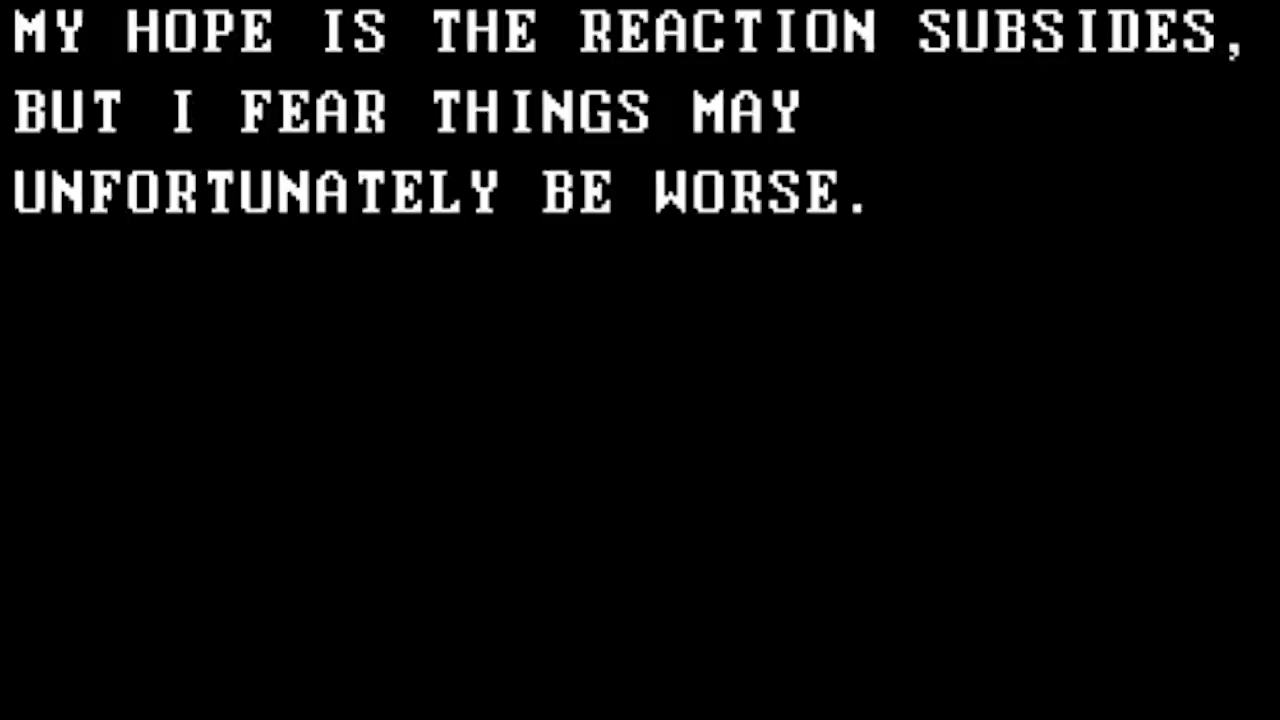 MY HOPE IS THE REACTION SUBSIDES,
BUT I FEAR THINGS MAY
UNFORTUNATELY BE WORSE.